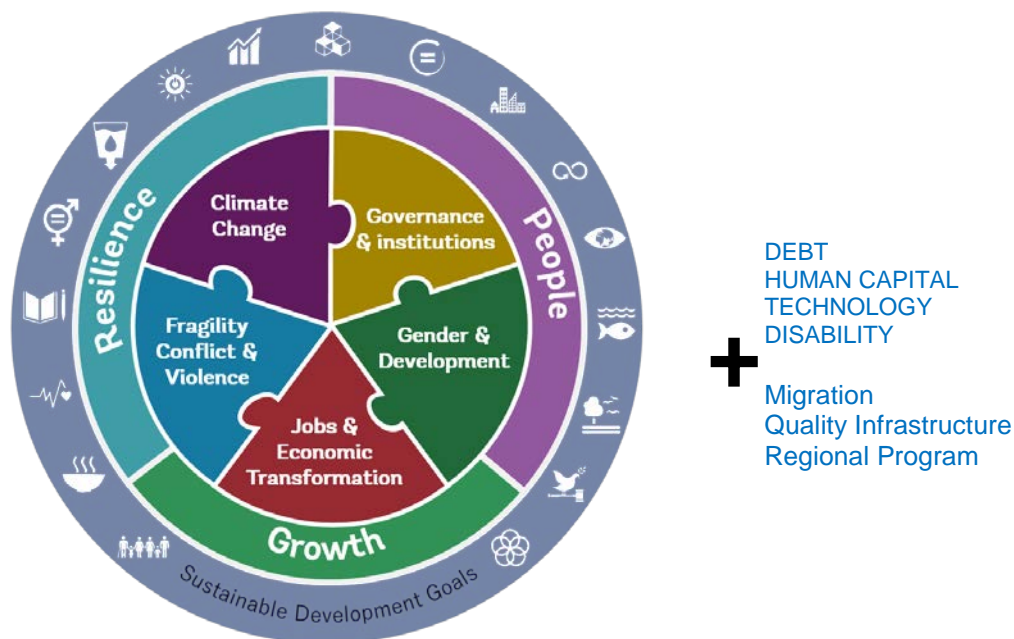 Climate
Change
Governance
& institutions
Resilience
People
Fragility
Conflict &
Violence
Gender &
Development
Jobs &
Economic
Transformation
Growth
Sustainable Development Goals
+
DEBT
HUMAN CAPITAL
TECHNOLOGY
DISABILITY
Migration
Quality Infrastructure
Regional Program